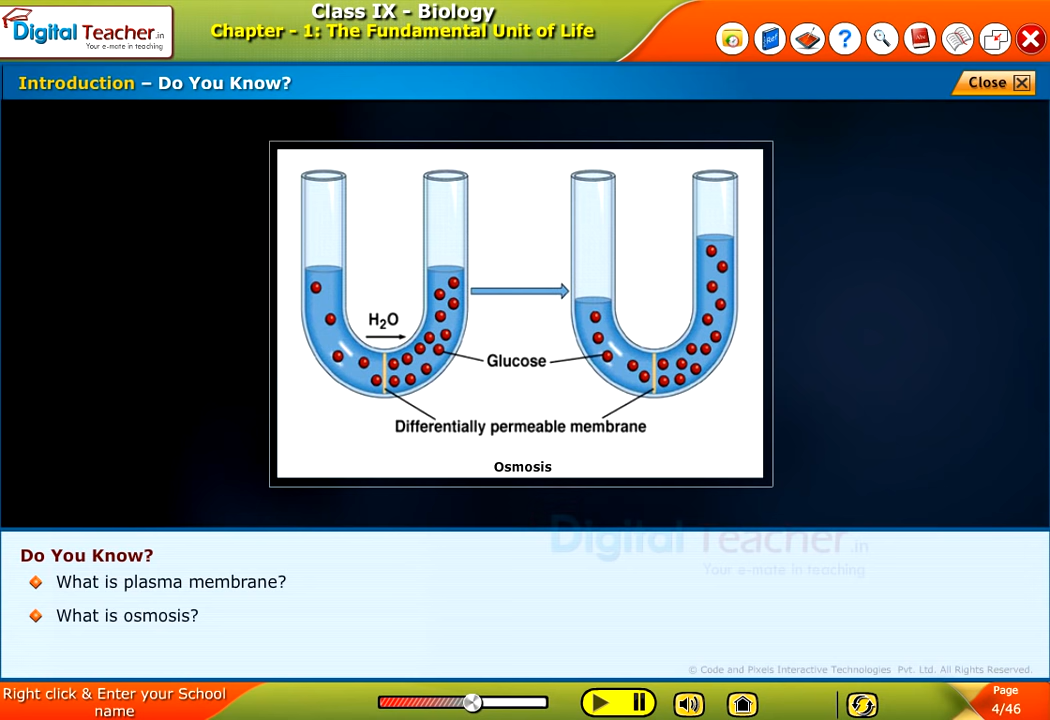 Digital Teacher.in
Your e-mate in teaching
Class IX - Biology
Chapter - 1: The Fundamental Unit of Life
Ref
?
Introduction – Do You Know?
Close
H₂O
Glucose
Differentially permeable membrane
Osmosis
Digital Teacher.in
Your e-mate in teaching
Do You Know?
What is plasma membrane?
What is osmosis?
© Code and Pixels Interactive Technologies Pvt. Ltd. All Rights Reserved.
Right click & Enter your School
name
Page
4/46